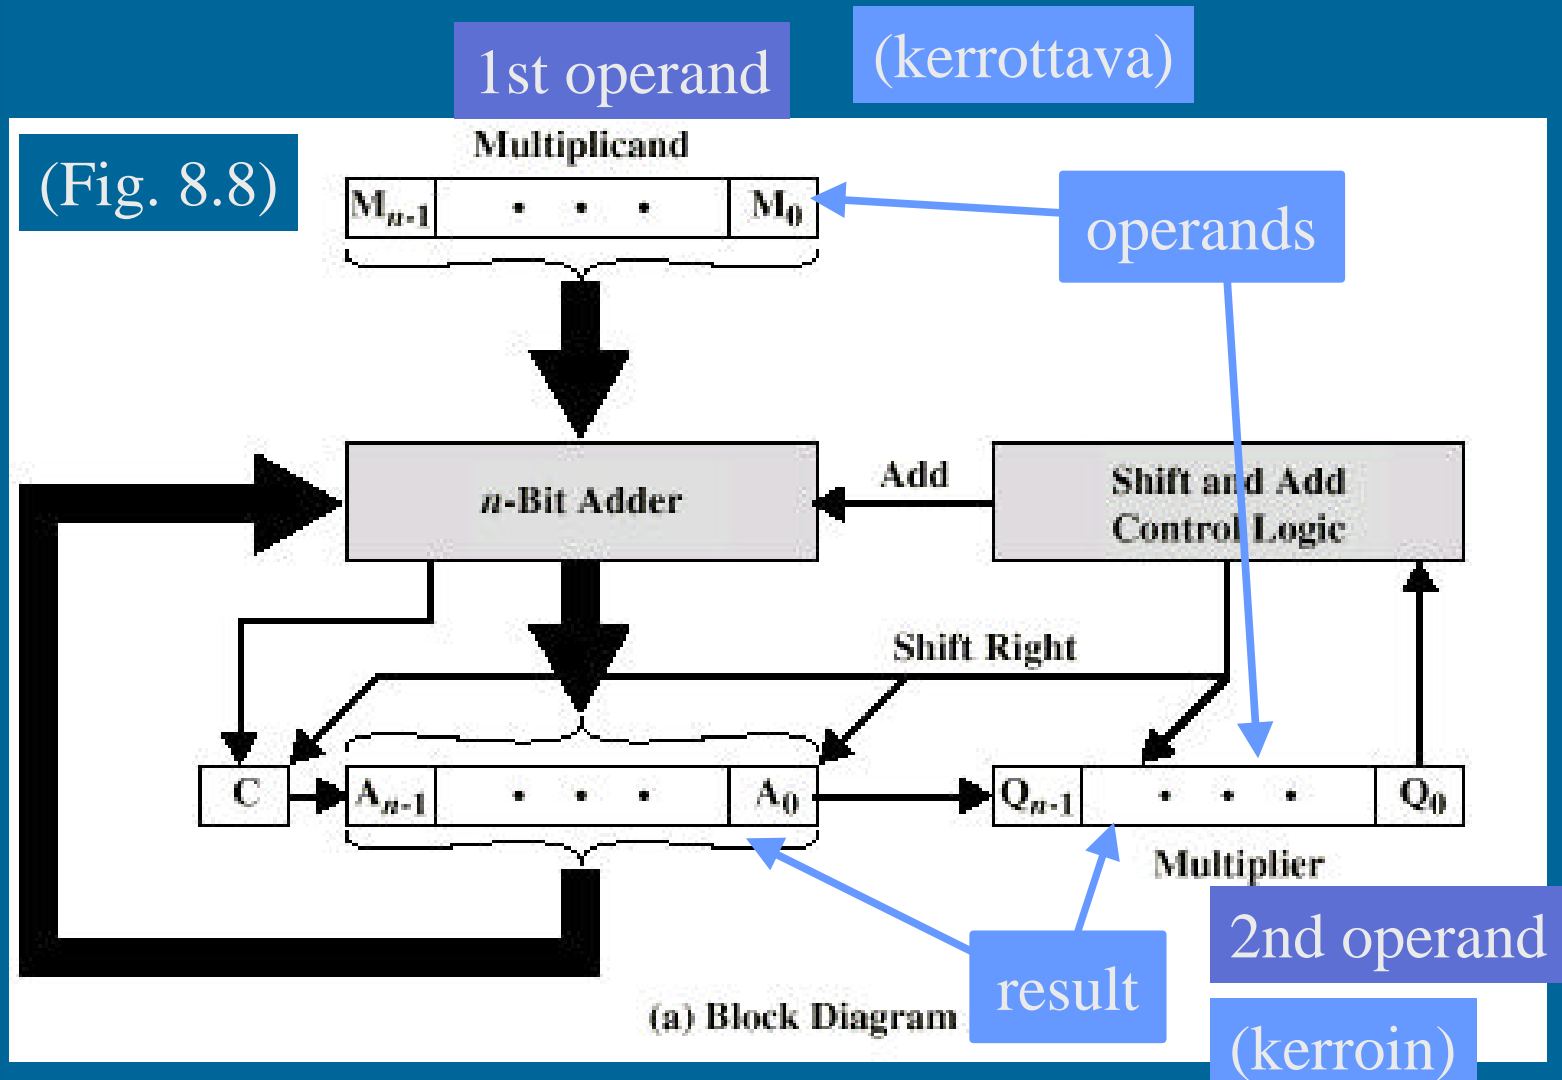 1st operand
(kerrottava)
(Fig. 8.8)
Multiplicand
Mn-1 • • • M0
operands
n-Bit Adder
Add
Shift and Add
Control Logic
Shift Right
C
An-1 • • • A0
Qn-1 • • • Q0
Multiplier
2nd operand
result
(a) Block Diagram
(kerroin)